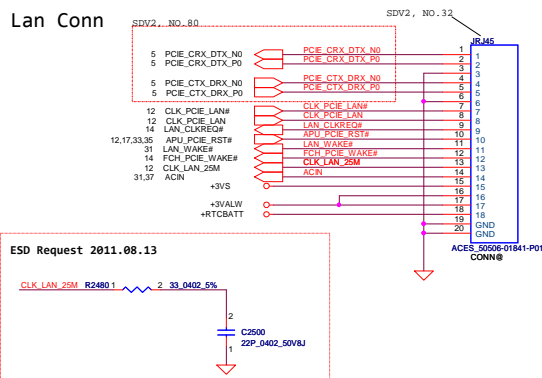 Lan Conn
SDV2, NO.80
SDV2, NO.32
JRJ45
5 PCIE_CRX_DTX_N0 PCIE_CRX_DTX_N0 1 1
5 PCIE_CRX_DTX_P0 PCIE_CRX_DTX_P0 2 2
3 3
5 PCIE_CTX_DRX_N0 PCIE_CTX_DRX_N0 4 4
5 PCIE_CTX_DRX_P0 PCIE_CTX_DRX_P0 5 5
6 6
12 CLK_PCIE_LAN# CLK_PCIE_LAN# 7 7
12 CLK_PCIE_LAN CLK_PCIE_LAN 8 8
14 LAN_CLKREQ# LAN_CLKREQ# 9 9
12,17,33,35 APU_PCIE_RST# APU_PCIE_RST# 10 10
31 LAN_WAKE# LAN_WAKE# 11 11
14 FCH_PCIE_WAKE# FCH_PCIE_WAKE# 12 12
12 CLK_LAN_25M CLK_LAN_25M 13 13
31,37 ACIN ACIN 14 14
+3VS 15 15
16 16
+3VALW 17 17
+RTCBATT 18 18
19 GND
20 GND
ACES_50506-01841-P01
CONN@
ESD Request 2011.08.13
CLK_LAN_25M R2480 1 2 33_0402_5%
2
C2500
22P_0402_50V8J
1